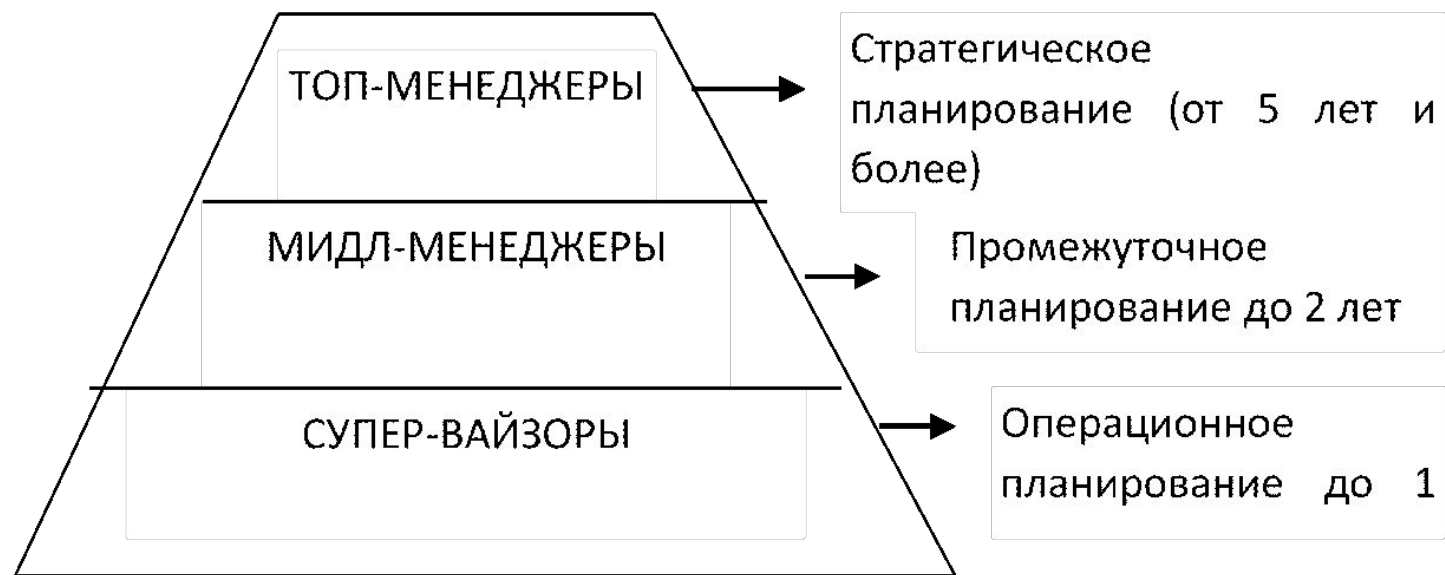 ТОП-МЕНЕДЖЕРЫ
Стратегическое
планирование (от 5 лет и
более)
МИДЛ-МЕНЕДЖЕРЫ
Промежуточное
планирование до 2 лет
СУПЕР-ВАЙЗОРЫ
Операционное
планирование до 1